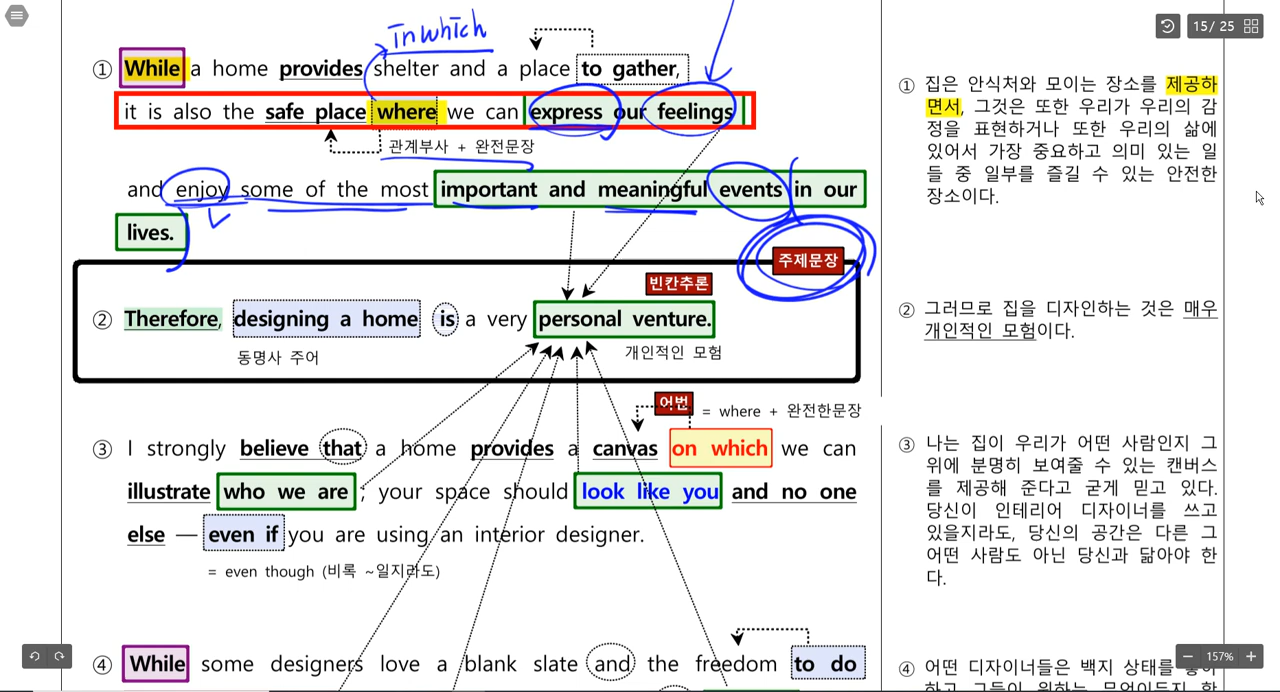 15 / 25
in which
① While a home provides shelter and a place to gather,
it is also the safe place where we can express our feelings
관계부사 + 완전문장
and enjoy some of the most important and meaningful events in our
lives.
주제문장
빈칸추론
② Therefore, designing a home is a very personal venture.
동명사 주어
개인적인 모험
어법
= where + 완전한문장
③ I strongly believe that a home provides a canvas on which we can
illustrate who we are ; your space should look like you and no one
else — even if you are using an interior designer.
= even though (비록 ~일지라도)
④ While some designers love a blank slate and the freedom to do
① 집은 안식처와 모이는 장소를 제공하
면서, 그것은 또한 우리가 우리의 감
정을 표현하거나 또한 우리의 삶에
있어서 가장 중요하고 의미 있는 일
들 중 일부를 즐길 수 있는 안전한
장소이다.
② 그러므로 집을 디자인하는 것은 매우
개인적인 모험이다.
③ 나는 집이 우리가 어떤 사람인지 그
위에 분명히 보여줄 수 있는 캔버스
를 제공해 준다고 굳게 믿고 있다.
당신이 인테리어 디자이너를 쓰고
있을지라도, 당신의 공간은 다른 그
어떤 사람도 아닌 당신과 닮아야 한
다.
157%
④ 어떤 디자이너들은 백지 상태를